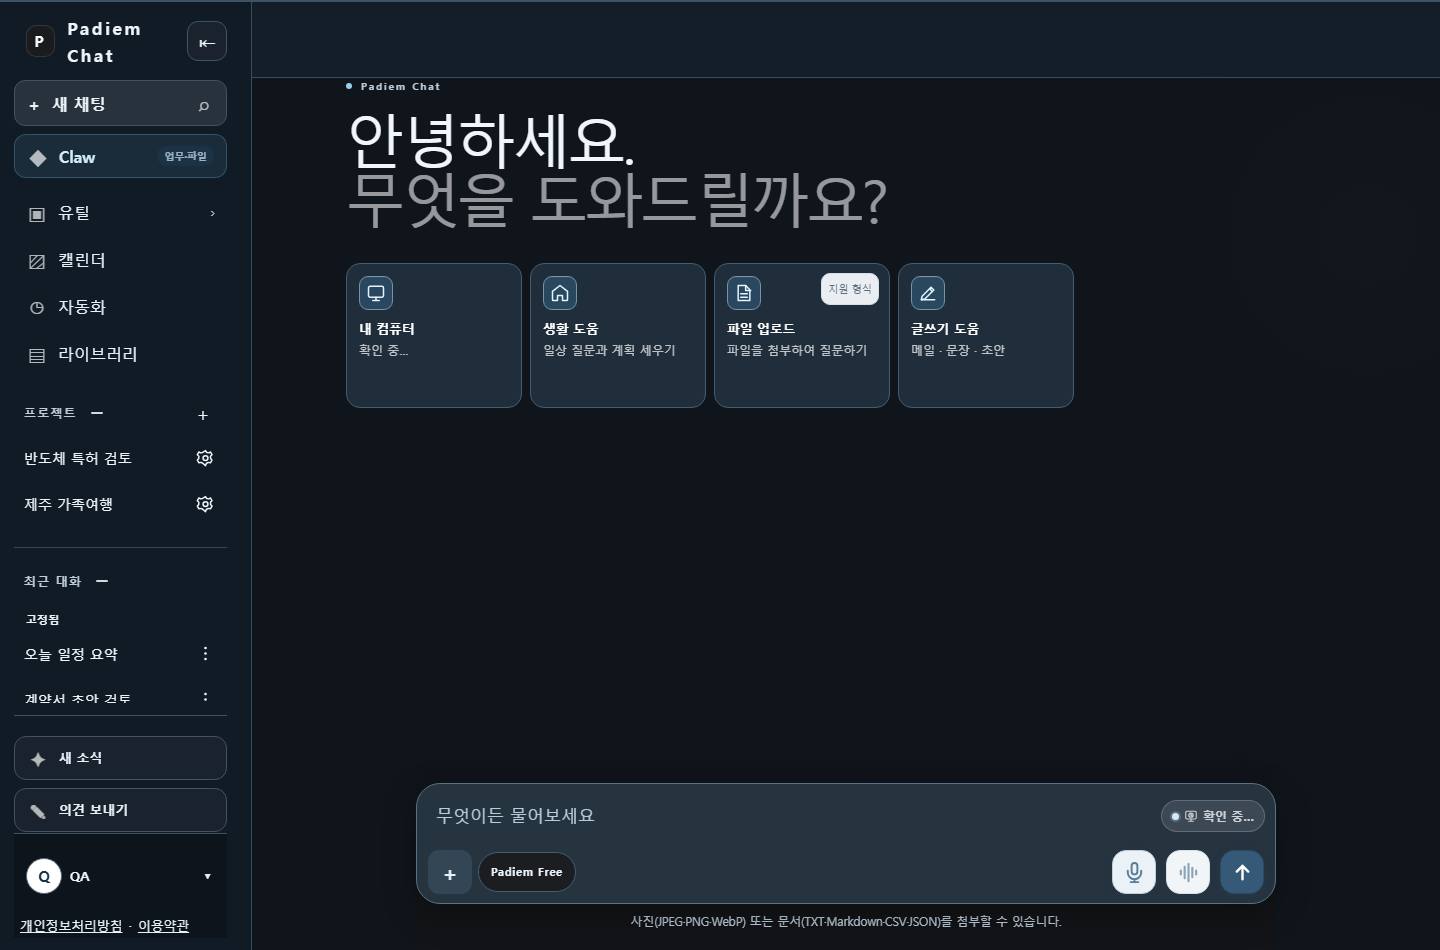 Padiem
Chat
새 채팅
Claw
업무·파일
유틸
캘린더
자동화
라이브러리
프로젝트
반도체 특허 검토
제주 가족여행
최근 대화
고정됨
오늘 일정 요약
계약서 초안 검토
새 소식
의견 보내기
Q QA
개인정보처리방침 · 이용약관
Padiem Chat
안녕하세요.
무엇을 도와드릴까요?
내 컴퓨터
확인 중...
생활 도움
일상 질문과 계획 세우기
지원 형식
파일 업로드
파일을 첨부하여 질문하기
글쓰기 도움
메일 · 문장 · 초안
무엇이든 물어보세요
확인 중...
Padiem Free
사진(JPEG·PNG·WebP) 또는 문서(TXT·Markdown·CSV·JSON)를 첨부할 수 있습니다.